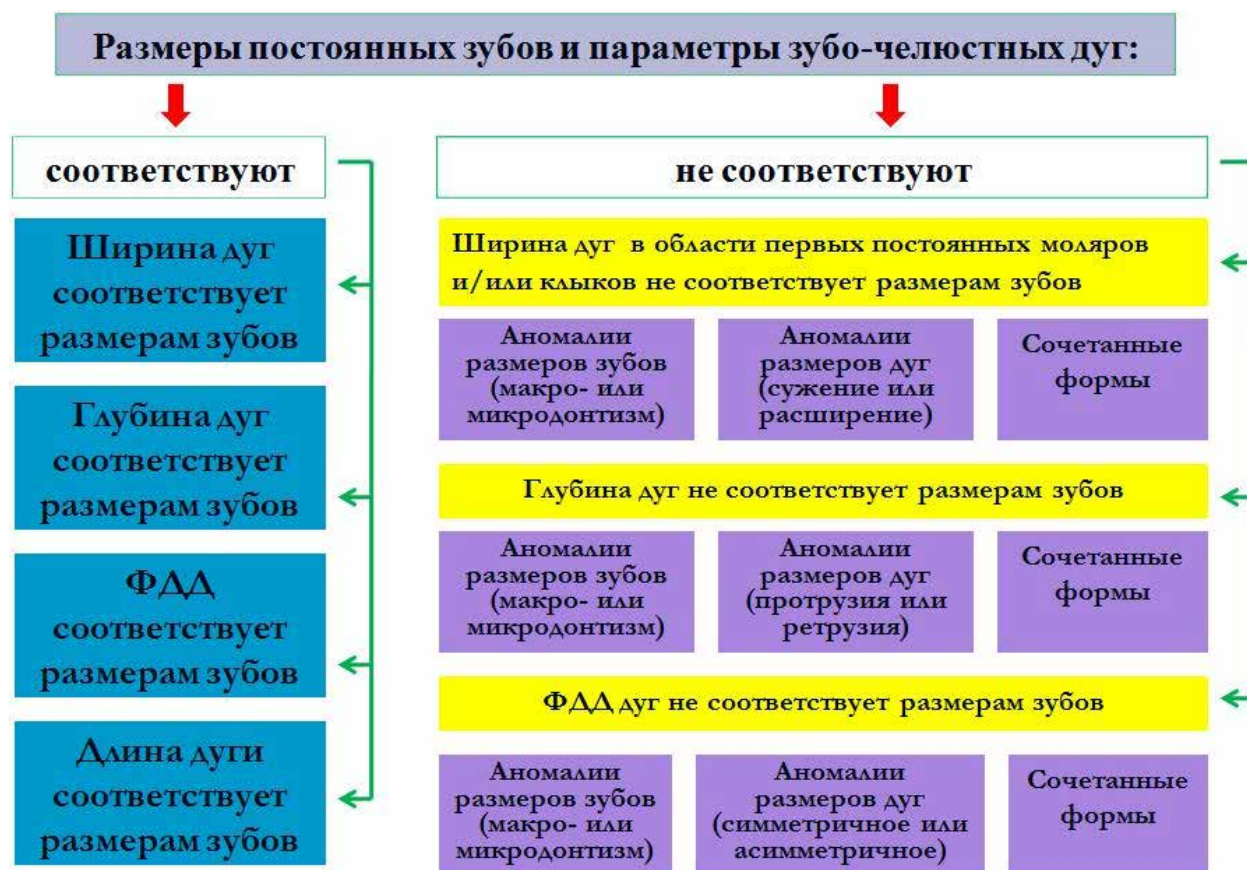 Размеры постоянных зубов и параметры зубо-челюстных дуг:
соответствуют
Ширина дуг
соответствует
размерам зубов
Глубина дуг
соответствует
размерам зубов
ФДД
соответствует
размерам зубов
Длина дуги
соответствует
размерам зубов
не соответствуют
Ширина дуг в области первых постоянных моляров
и/или клыков не соответствует размерам зубов
Аномалии
размеров зубов
(макро- или
микродонтизм)
Аномалии
размеров дуг
(сужение или
расширение)
Сочетанные
формы
Глубина дуг не соответствует размерам зубов
Аномалии
размеров зубов
(макро- или
микродонтизм)
Аномалии
размеров дуг
(протрузия или
ретрузия)
Сочетанные
формы
ФДД дуг не соответствует размерам зубов
Аномалии
размеров зубов
(макро- или
микродонтизм)
Аномалии
размеров дуг
(симметричное или
асимметричное)
Сочетанные
формы